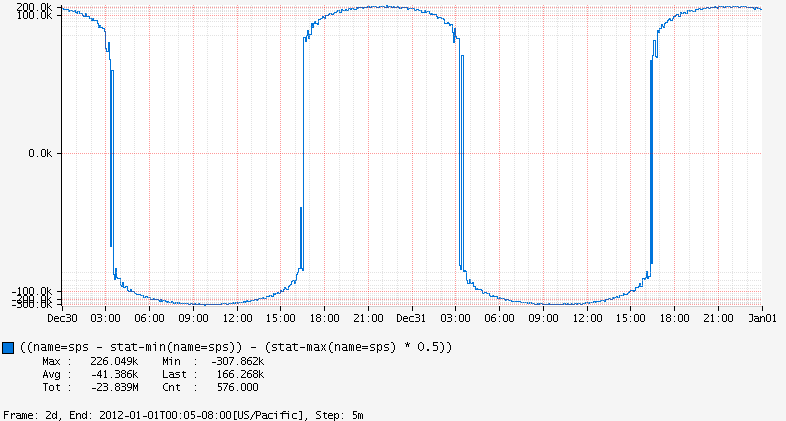 200.0k
100.0k
0.0k
-100.0k
-200.0k
-300.0k
Dec30 03:00 06:00 09:00 12:00 15:00 18:00 21:00 Dec31 03:00 06:00 09:00 12:00 15:00 18:00 21:00 Jan01
((name=sps - stat-min(name=sps)) - (stat-max(name=sps) * 0.5))
Max : 226.049k Min : -307.862k
Avg : -41.386k Last : 166.268k
Tot : -23.839M Cnt : 576.000
Frame: 2d, End: 2012-01-01T00:05-08:00[US/Pacific], Step: 5m